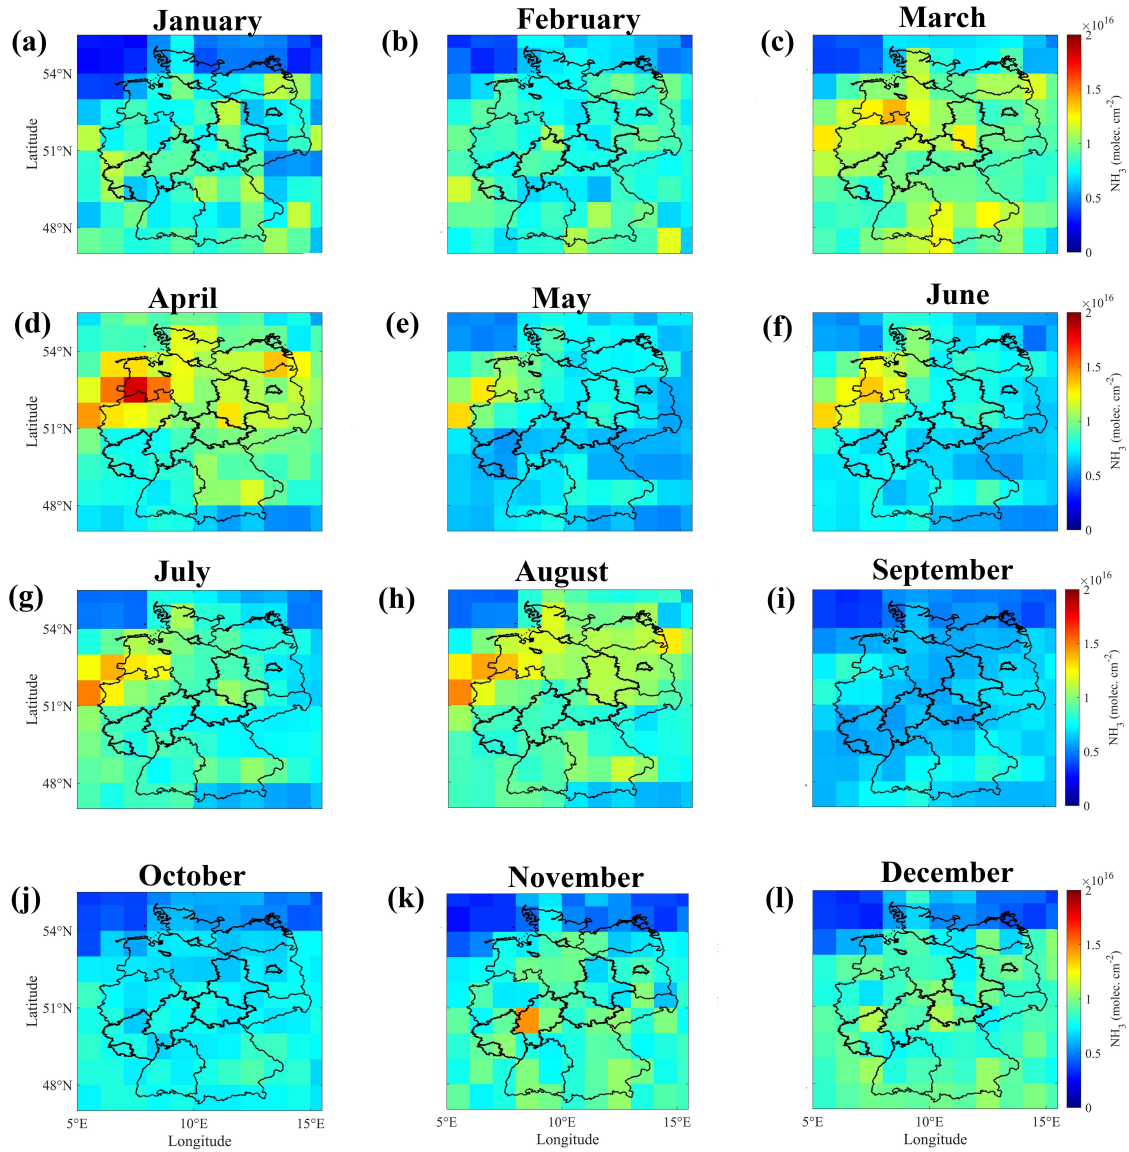 January
February
March
(a)
(b)
(c)
54°N
51°N
48°N
Latitude
×10^16
2
1.5
1
0.5
0
NH3 (molec. cm-2)
April
May
June
(d)
(e)
(f)
54°N
51°N
48°N
Latitude
×10^16
2
1.5
1
0.5
0
NH3 (molec. cm-2)
July
August
September
(g)
(h)
(i)
54°N
51°N
48°N
Latitude
×10^16
2
1.5
1
0.5
0
NH3 (molec. cm-2)
October
November
December
(j)
(k)
(l)
54°N
51°N
48°N
Latitude
×10^16
2
1.5
1
0.5
0
NH3 (molec. cm-2)
5°E 10°E 15°E
5°E 10°E 15°E
5°E 10°E 15°E
Longitude
Longitude
Longitude